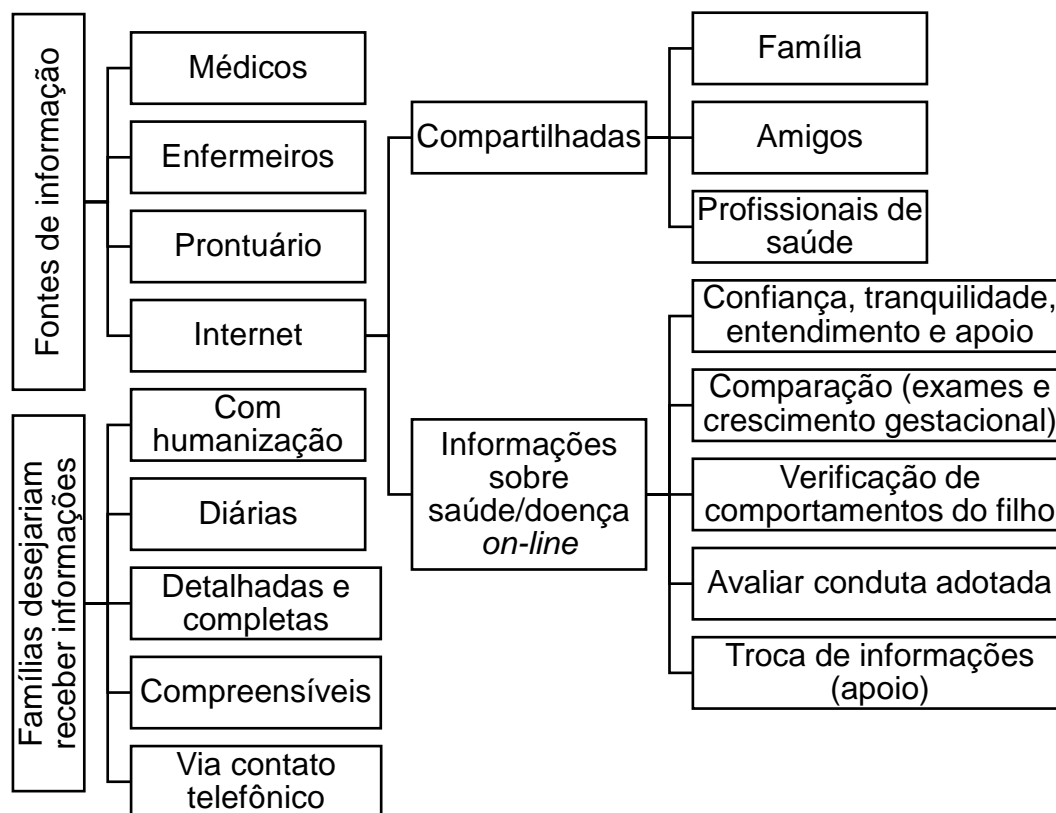 Fontes de informação
Médicos
Enfermeiros
Prontuário
Internet
Compartilhadas
Família
Amigos
Profissionais de
saúde
Informações
sobre
saúde/doença
on-line
Confiança, tranquilidade,
entendimento e apoio
Comparação (exames e
crescimento gestacional)
Verificação de
comportamentos do filho
Avaliar conduta adotada
Troca de informações
(apoio)
Famílias desejariam
receber informações
Com
humanização
Diárias
Detalhadas e
completas
Compreensíveis
Via contato
telefônico